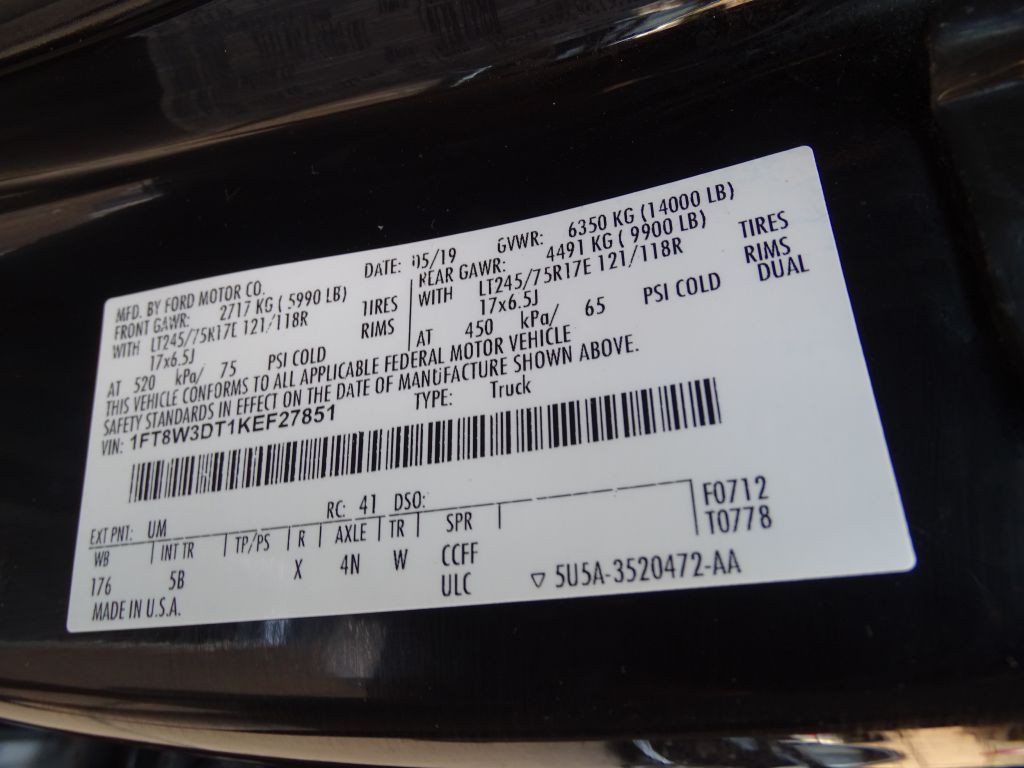 MFD. BY FORD MOTOR CO. DATE: 05/19 GVWR: 6350 KG (14000 LB)
FRONT GAWR: 2717 KG ( 5990 LB) REAR GAWR: 4491 KG ( 9900 LB)
WITH LT245/75R17E 121/118R TIRES WITH LT245/75R17E 121/118R TIRES
17x6.5J RIMS 17x6.5J RIMS
AT 520 kPa/ 75 PSI COLD AT 450 kPa/ 65 PSI COLD DUAL
THIS VEHICLE CONFORMS TO ALL APPLICABLE FEDERAL MOTOR VEHICLE
SAFETY STANDARDS IN EFFECT ON THE DATE OF MANUFACTURE SHOWN ABOVE.
VIN: 1FT8W3DT1KEF27851 TYPE: Truck
EXT PNT: UM RC: 41 DSO: F0712
WB INT TR TP/PS R AXLE TR SPR T0778
176 5B X 4N W CCFF
MADE IN U.S.A. ULC ▽ 5U5A-3520472-AA